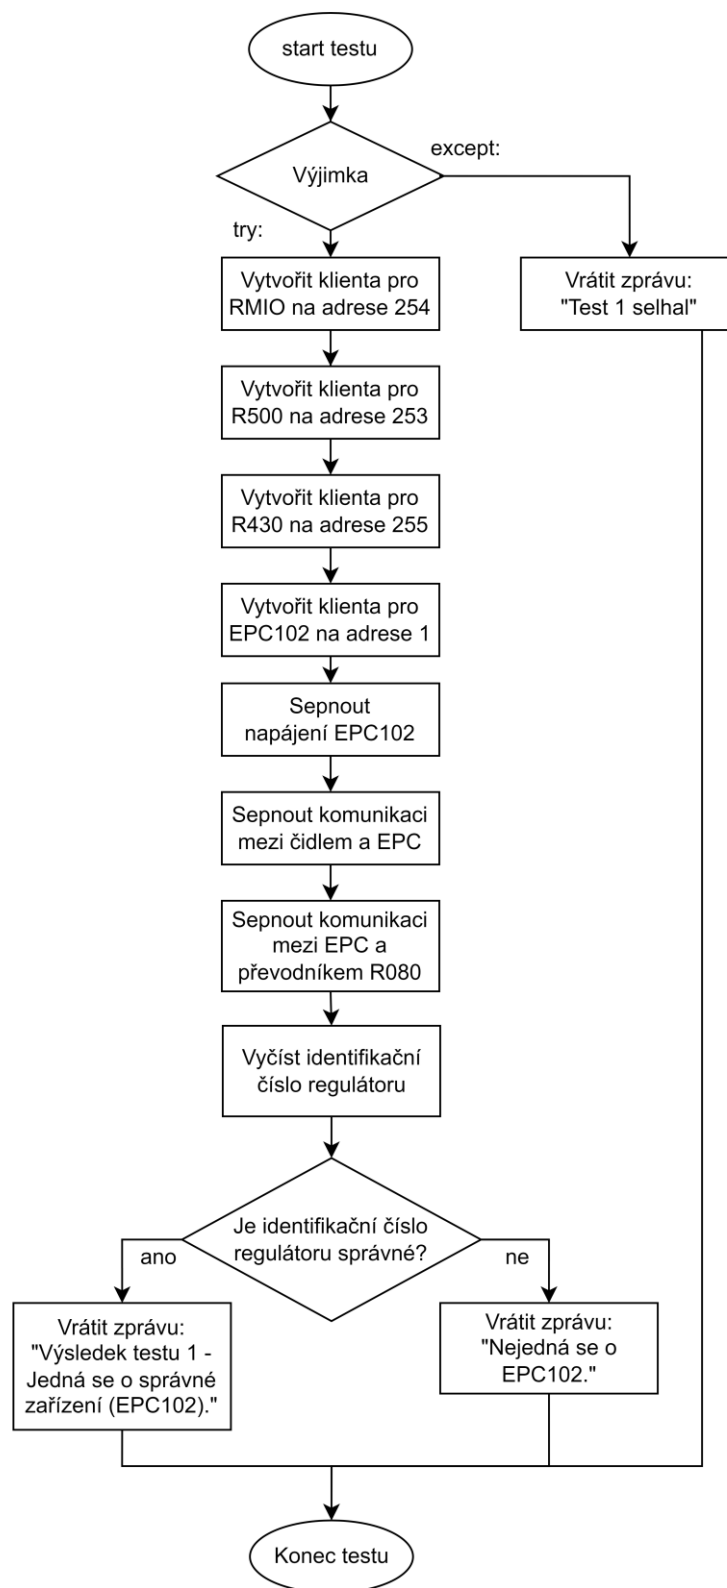 start testu
Výjimka
except:
try:
Vytvořit klienta pro
RMIO na adrese 254
Vrátit zprávu:
"Test 1 selhal"
Vytvořit klienta pro
R500 na adrese 253
Vytvořit klienta pro
R430 na adrese 255
Vytvořit klienta pro
EPC102 na adrese 1
Sepnout
napájení EPC102
Sepnout komunikaci
mezi čidlem a EPC
Sepnout komunikaci
mezi EPC a
převodníkem R080
Vyčíst identifikační
číslo regulátoru
Je identifikační číslo
regulátoru správné?
ano
ne
Vrátit zprávu:
"Výsledek testu 1 -
Jedná se o správné
zařízení (EPC102)."
Vrátit zprávu:
"Nejedná se o
EPC102."
Konec testu